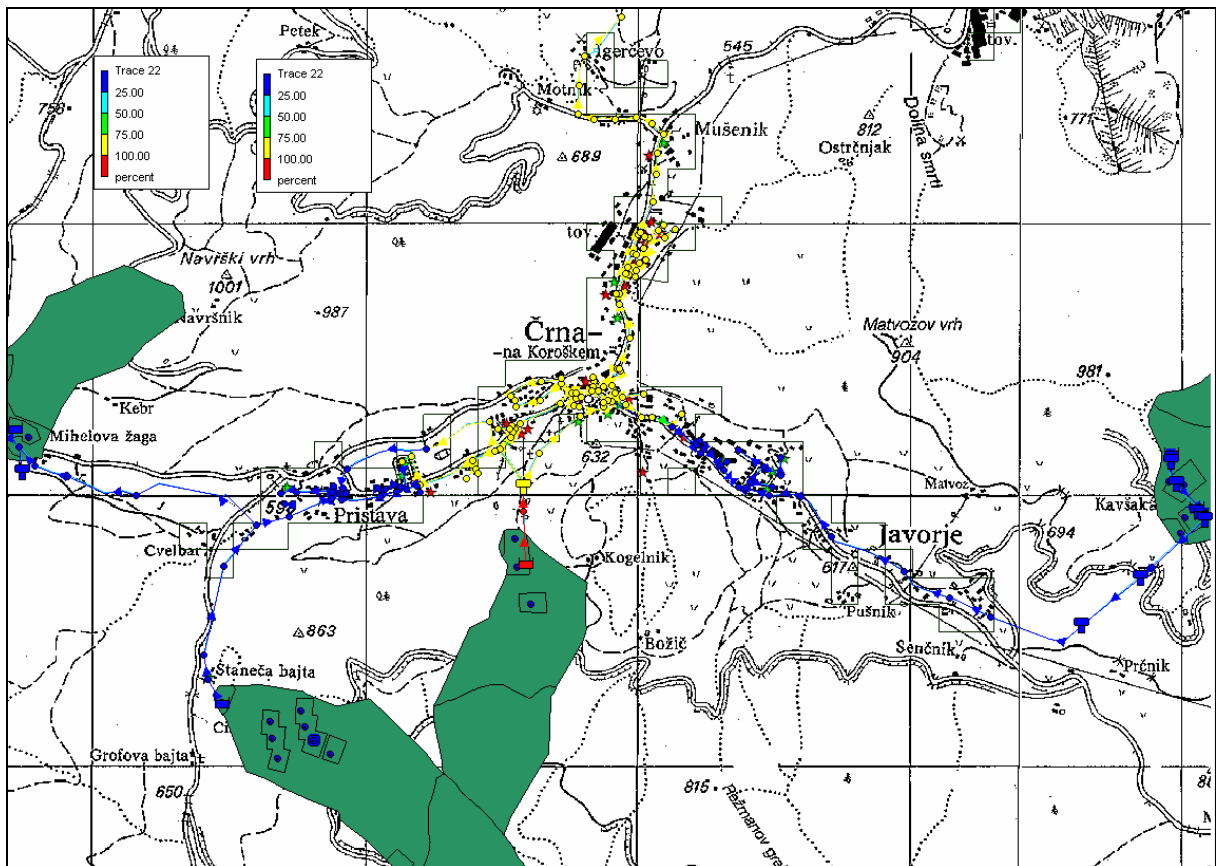 Petek
Igerčevo
545
tov.
Trace 22
25.00
50.00
75.00
100.00
percent
Trace 22
25.00
50.00
75.00
100.00
percent
758
Motnik
Mušenik
812
Ostrčnjak
Dolina smrti
771
689
tov.
Navrški vrh
1001
Navršnik
987
Črna–
–na Koroškem
Matvozov vrh
904
981
Kebr
Mihelova žaga
632
Matvoz
Kavšak
Pristava
Cvelbar
Javorje
694
Kogelnik
617
Pušnik
863
Božič
Senčnik
Prčnik
Štaneča bajta
Grofova bajta
650
815